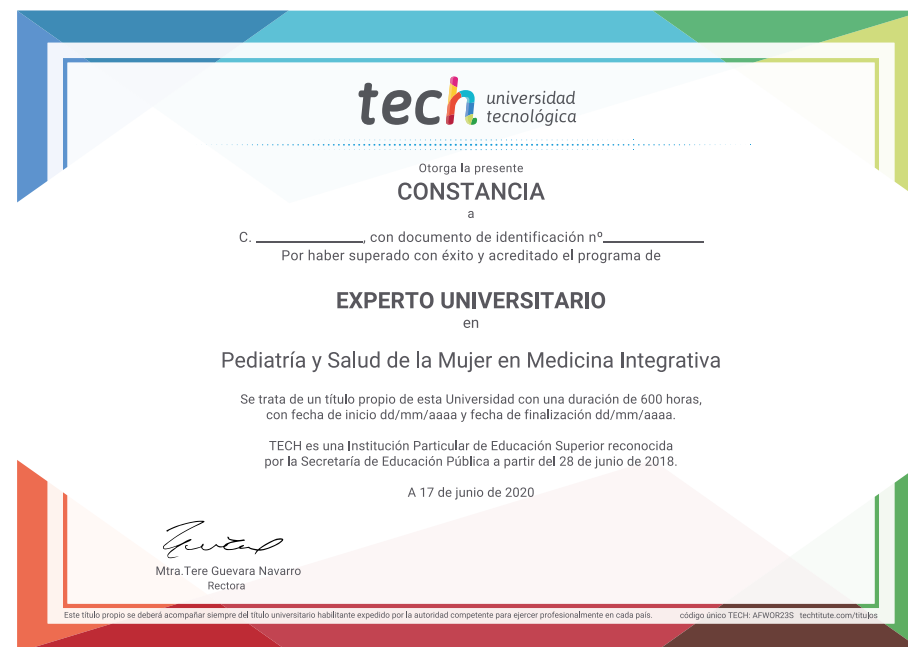 tech universidad
tecnológica
Otorga la presente
CONSTANCIA
a
C. ____________, con documento de identificación nº____________
Por haber superado con éxito y acreditado el programa de
EXPERTO UNIVERSITARIO
en
Pediatría y Salud de la Mujer en Medicina Integrativa
Se trata de un título propio de esta Universidad con una duración de 600 horas,
con fecha de inicio dd/mm/aaaa y fecha de finalización dd/mm/aaaa.
TECH es una Institución Particular de Educación Superior reconocida
por la Secretaría de Educación Pública a partir del 28 de junio de 2018.
A 17 de junio de 2020
Mtra.Tere Guevara Navarro
Rectora
Este título propio se deberá acompañar siempre del título universitario habilitante expedido por la autoridad competente para ejercer profesionalmente en cada país. código único TECH: AFWOR23S techtitute.com/titulos